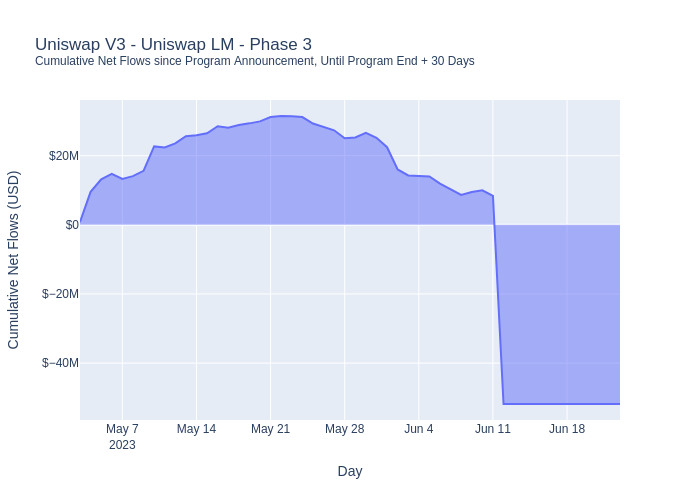 Uniswap V3 - Uniswap LM - Phase 3
Cumulative Net Flows since Program Announcement, Until Program End + 30 Days
Cumulative Net Flows (USD)
$20M
$0
$−20M
$−40M
May 7
2023
May 14
May 21
May 28
Jun 4
Jun 11
Jun 18
Day